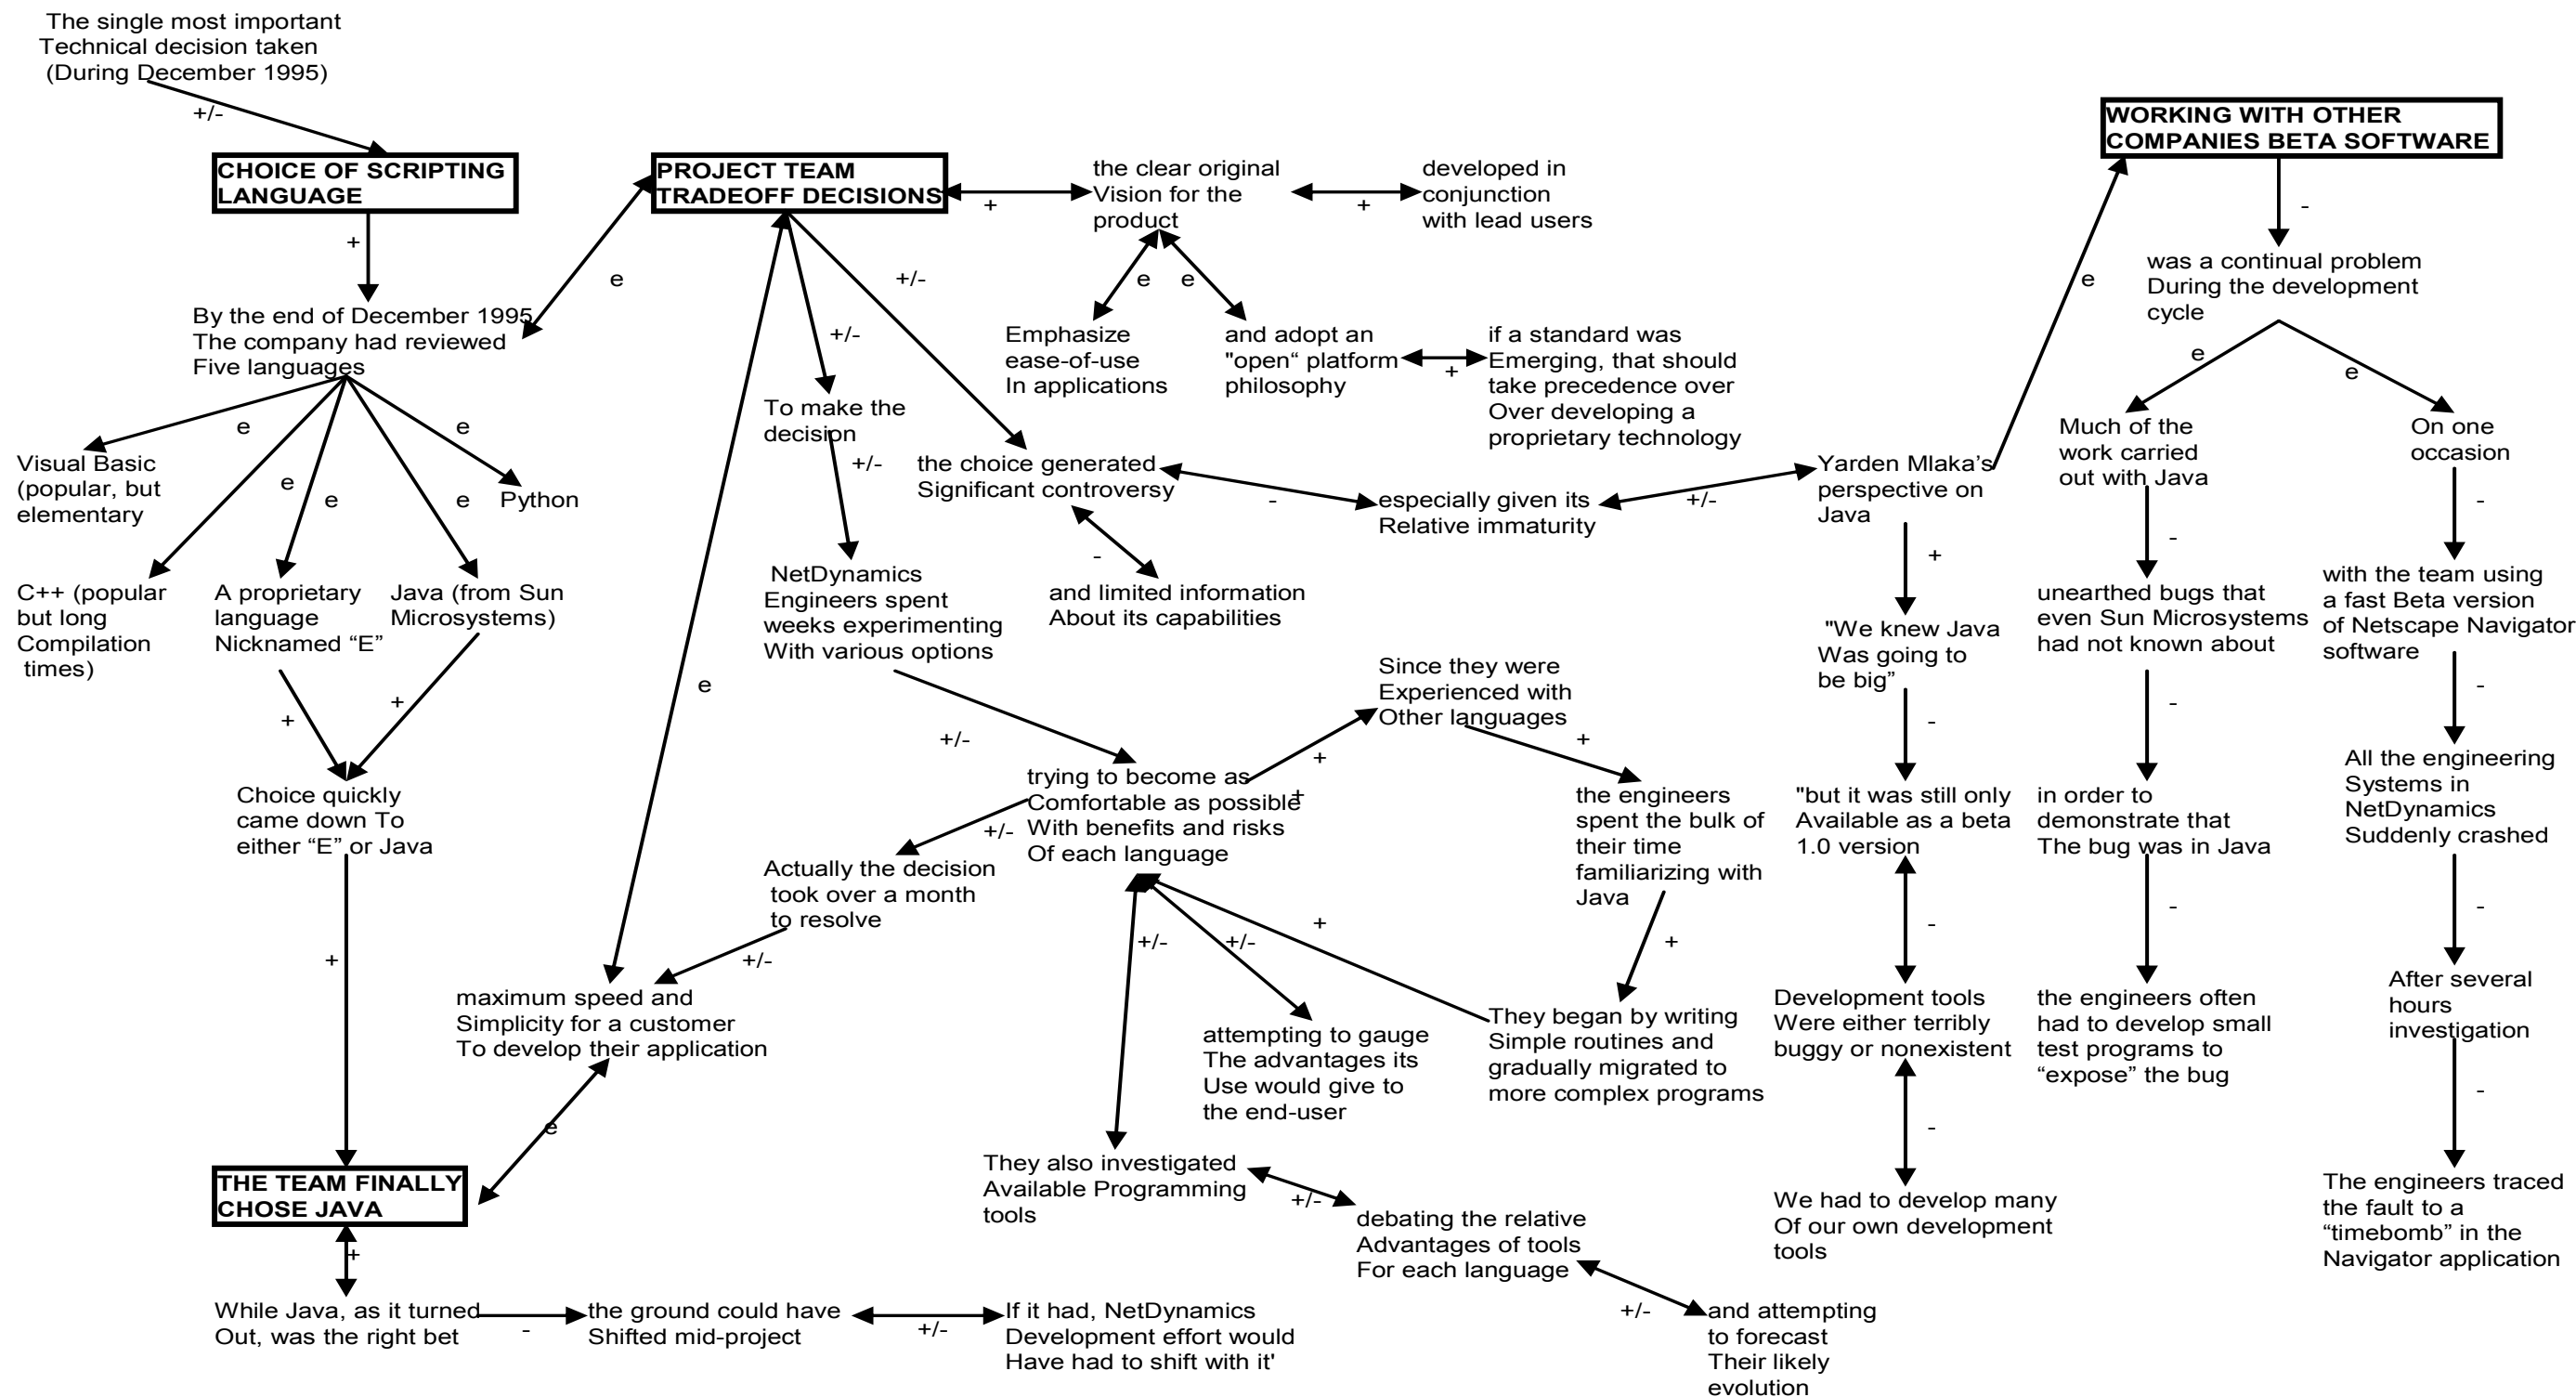 The single most important
Technical decision taken
(During December 1995)
+/-
CHOICE OF SCRIPTING
LANGUAGE
+
By the end of December 1995
The company had reviewed
Five languages
e
e
e
e
e
Visual Basic
(popular, but
elementary
Python
C++ (popular
but long
Compilation
times)
A proprietary
language
Nicknamed “E”
Java (from Sun
Microsystems)
+
+
Choice quickly
came down To
either “E” or Java
+
THE TEAM FINALLY
CHOSE JAVA
+
While Java, as it turned
Out, was the right bet
-
the ground could have
Shifted mid-project
+/-
If it had, NetDynamics
Development effort would
Have had to shift with it'
PROJECT TEAM
TRADEOFF DECISIONS
e
e
+/-
+/-
+
the clear original
Vision for the
product
+
developed in
conjunction
with lead users
e
e
Emphasize
ease-of-use
In applications
and adopt an
"open“ platform
philosophy
+
if a standard was
Emerging, that should
take precedence over
Over developing a
proprietary technology
To make the
decision
+/-
NetDynamics
Engineers spent
weeks experimenting
With various options
+/-
the choice generated
Significant controversy
-
especially given its
Relative immaturity
-
and limited information
About its capabilities
+/-
trying to become as
Comfortable as possible
With benefits and risks
Of each language
+/-
Actually the decision
took over a month
to resolve
+/-
maximum speed and
Simplicity for a customer
To develop their application
e
+
+
Since they were
Experienced with
Other languages
+
the engineers
spent the bulk of
their time
familiarizing with
Java
+
They began by writing
Simple routines and
gradually migrated to
more complex programs
+
+/-
+/-
attempting to gauge
The advantages its
Use would give to
the end-user
They also investigated
Available Programming
tools
+/-
debating the relative
Advantages of tools
For each language
+/-
and attempting
to forecast
Their likely
evolution
Yarden Mlaka’s
perspective on
Java
e
+
"We knew Java
Was going to
be big”
-
"but it was still only
Available as a beta
1.0 version
-
Development tools
Were either terribly
buggy or nonexistent
-
We had to develop many
Of our own development
tools
WORKING WITH OTHER
COMPANIES BETA SOFTWARE
-
was a continual problem
During the development
cycle
e
e
Much of the
work carried
out with Java
-
unearthed bugs that
even Sun Microsystems
had not known about
-
in order to
demonstrate that
The bug was in Java
-
the engineers often
had to develop small
test programs to
“expose” the bug
On one
occasion
-
with the team using
a fast Beta version
of Netscape Navigator
software
-
All the engineering
Systems in
NetDynamics
Suddenly crashed
-
After several
hours
investigation
-
The engineers traced
the fault to a
“timebomb” in the
Navigator application